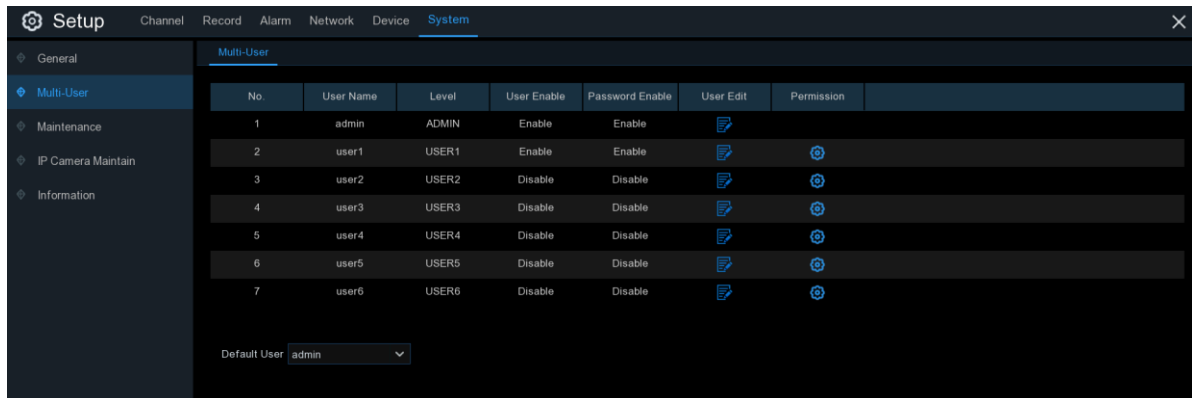 Setup Channel Record Alarm Network Device System
General
Multi-User
Maintenance
IP Camera Maintain
Information
Multi-User
No. User Name Level User Enable Password Enable User Edit Permission
1 admin ADMIN Enable Enable
2 user1 USER1 Enable Enable
3 user2 USER2 Disable Disable
4 user3 USER3 Disable Disable
5 user4 USER4 Disable Disable
6 user5 USER5 Disable Disable
7 user6 USER6 Disable Disable
Default User admin